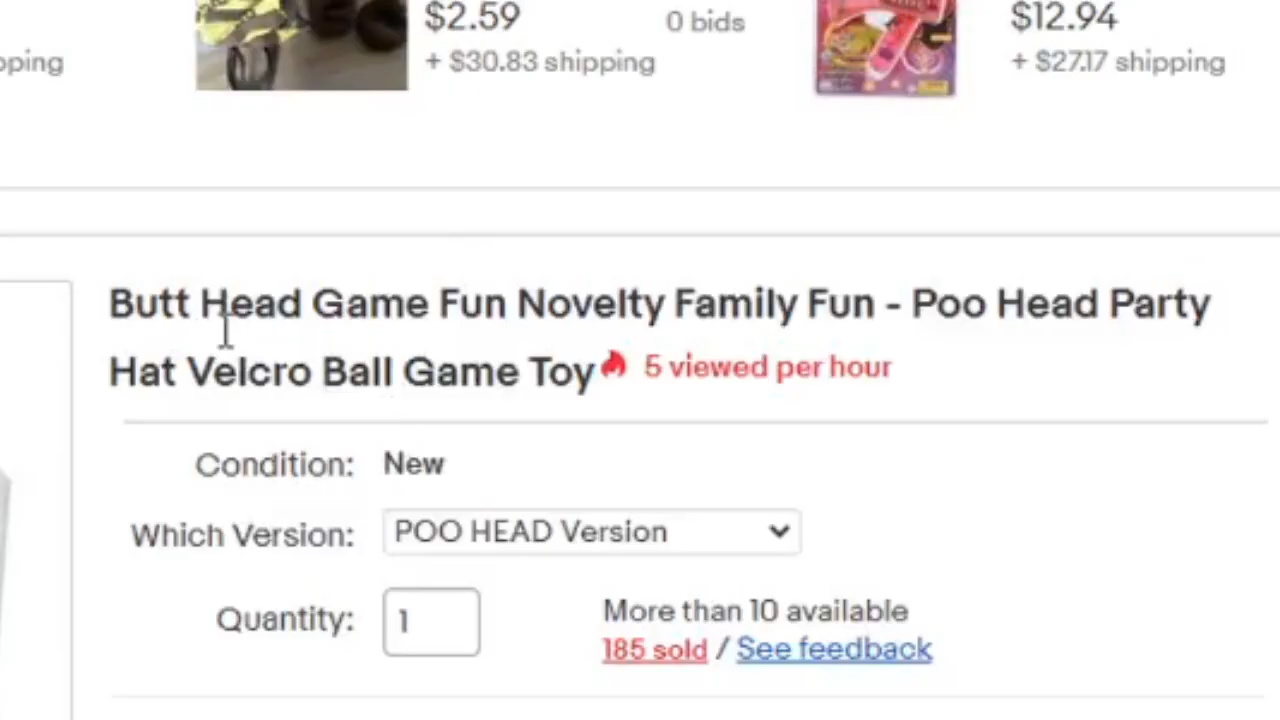 $2.59
0 bids
$12.94
+ $30.83 shipping
+ $27.17 shipping
Butt Head Game Fun Novelty Family Fun - Poo Head Party
Hat Velcro Ball Game Toy 5 viewed per hour
Condition: New
Which Version: POO HEAD Version
Quantity: 1
More than 10 available
185 sold / See feedback